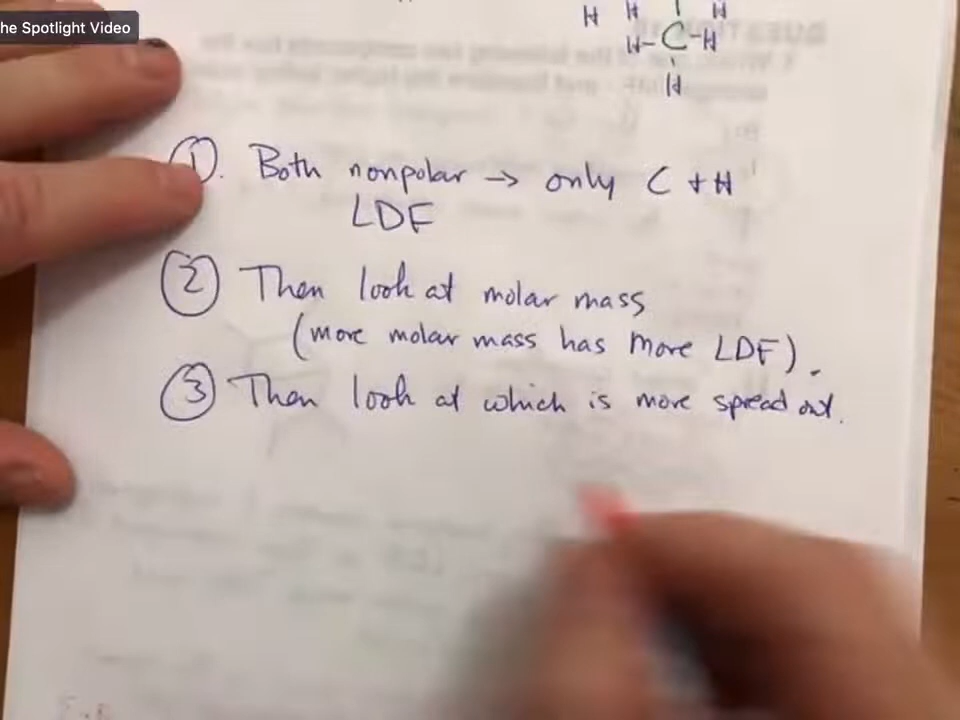 he Spotlight Video
H H H
H-C-H
H
1. Both nonpolar → only C + H
LDF
2 Then look at molar mass
(more molar mass has more LDF).
3 Then look at which is more spread out.